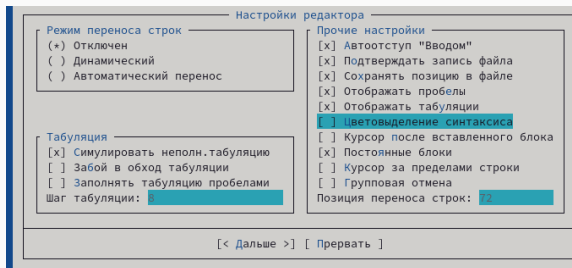 Настройки редактора
Режим переноса строк
(*) Отключен
( ) Динамический
( ) Автоматический перенос
Табуляция
[x] Симулировать неполн.табуляцию
[ ] Забой в обход табуляции
[ ] Заполнять табуляцию пробелами
Шаг табуляции: 8
Прочие настройки
[x] Автоотступ "Вводом"
[x] Подтверждать запись файла
[x] Сохранять позицию в файле
[x] Отображать пробелы
[x] Отображать табуляции
[ ] Цветовыделение синтаксиса
[ ] Курсор после вставленного блока
[x] Постоянные блоки
[ ] Курсор за пределами строки
[ ] Групповая отмена
Позиция переноса строк: 72
[< Дальше >] [ Прервать ]